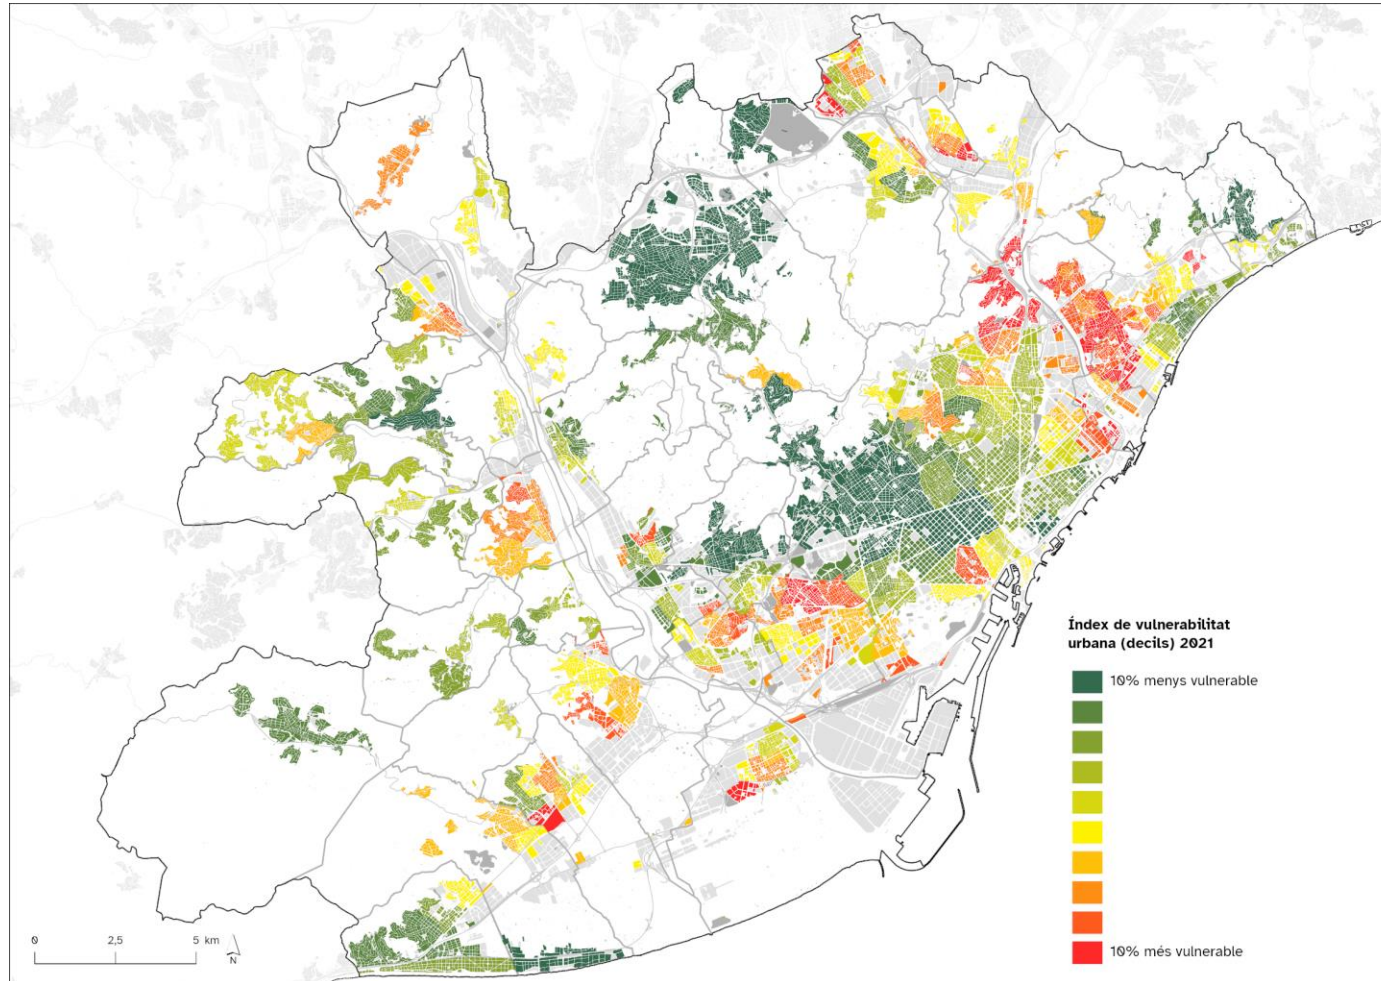 Índex de vulnerabilitat
urbana (decils) 2021
10% menys vulnerable
10% més vulnerable
0 2,5 5 km
N